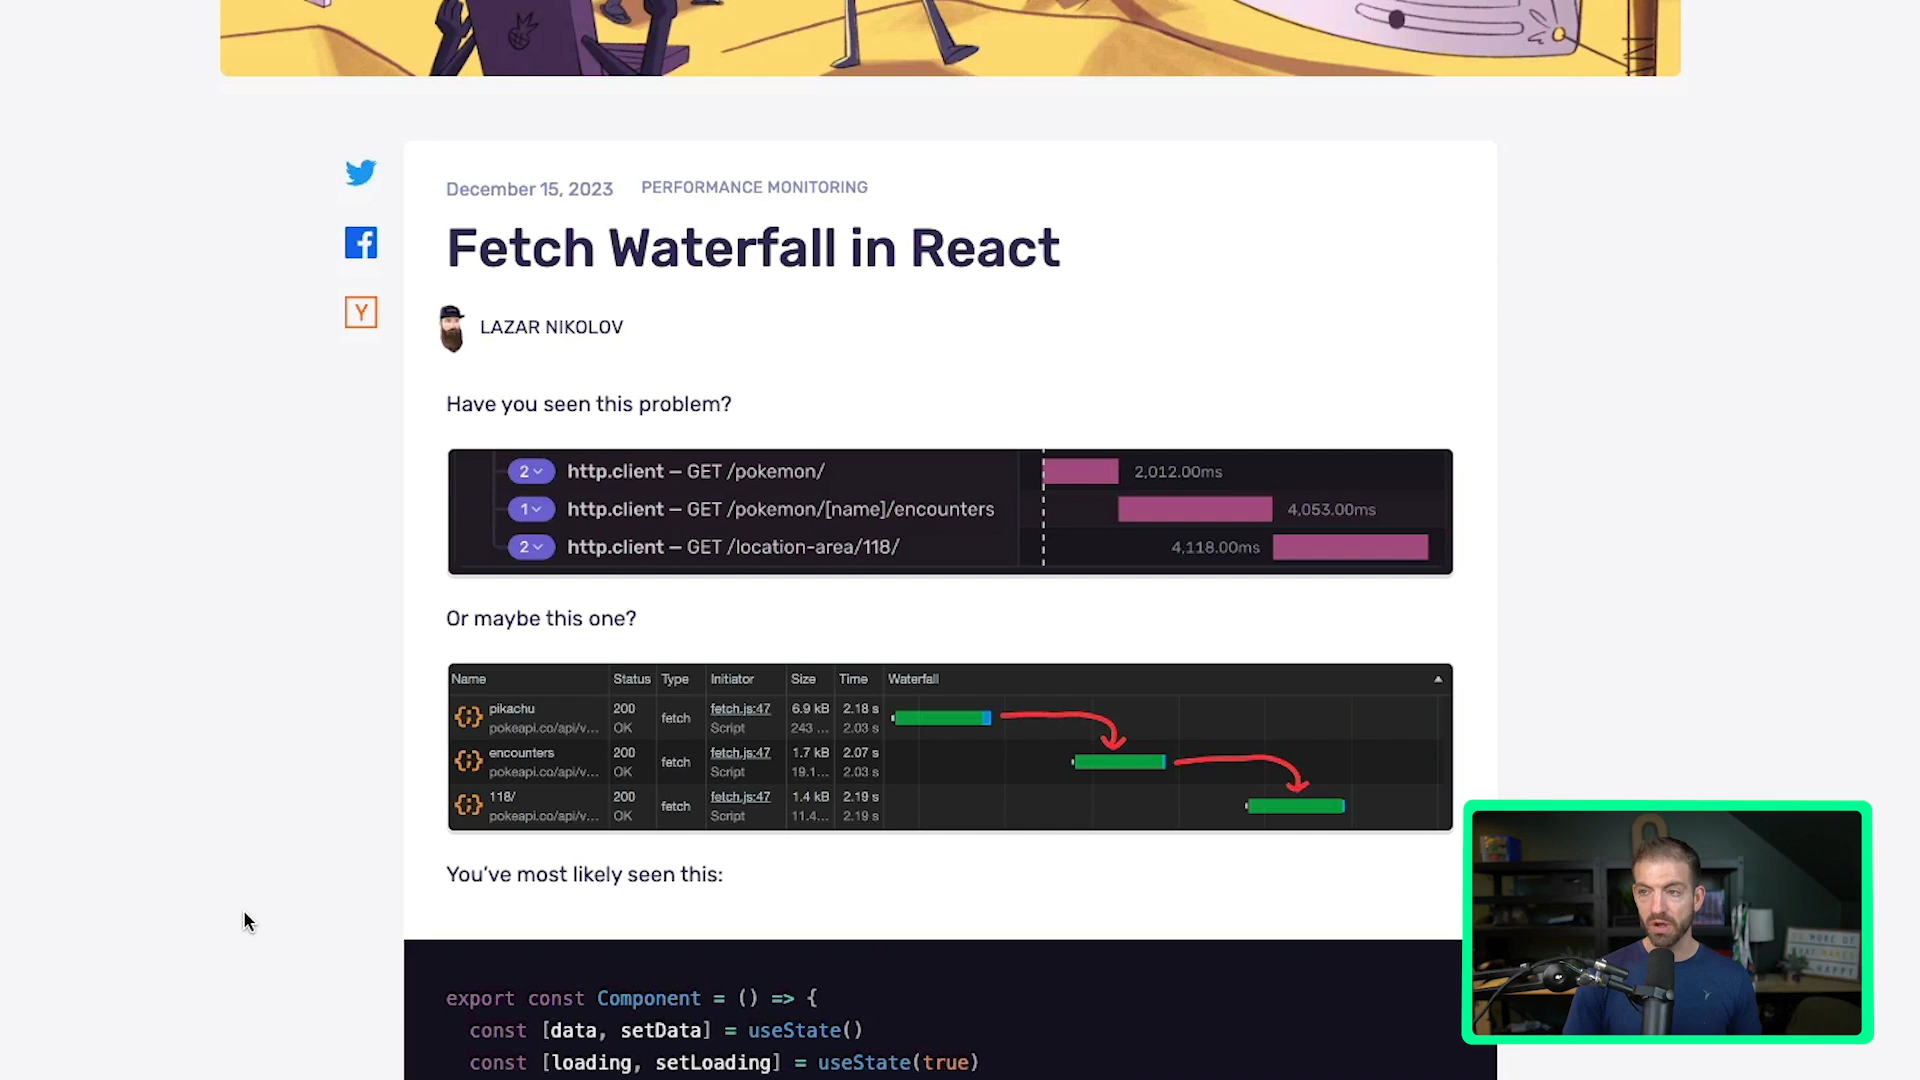 December 15, 2023 PERFORMANCE MONITORING
Fetch Waterfall in React
LAZAR NIKOLOV
Have you seen this problem?
2 http.client – GET /pokemon/ 2,012.00ms
1 http.client – GET /pokemon/[name]/encounters 4,053.00ms
2 http.client – GET /location-area/118/ 4,118.00ms
Or maybe this one?
Name Status Type Initiator Size Time Waterfall
pikachu 200 fetch fetch.js:47 6.9 kB 2.18 s
pokeapi.co/api/v... OK Script 243 ... 2.03 s
encounters 200 fetch fetch.js:47 1.7 kB 2.07 s
pokeapi.co/api/v... OK Script 19.1... 2.03 s
118/ 200 fetch fetch.js:47 1.4 kB 2.19 s
pokeapi.co/api/v... OK Script 11.4... 2.19 s
You've most likely seen this:
export const Component = () => {
const [data, setData] = useState()
const [loading, setLoading] = useState(true)